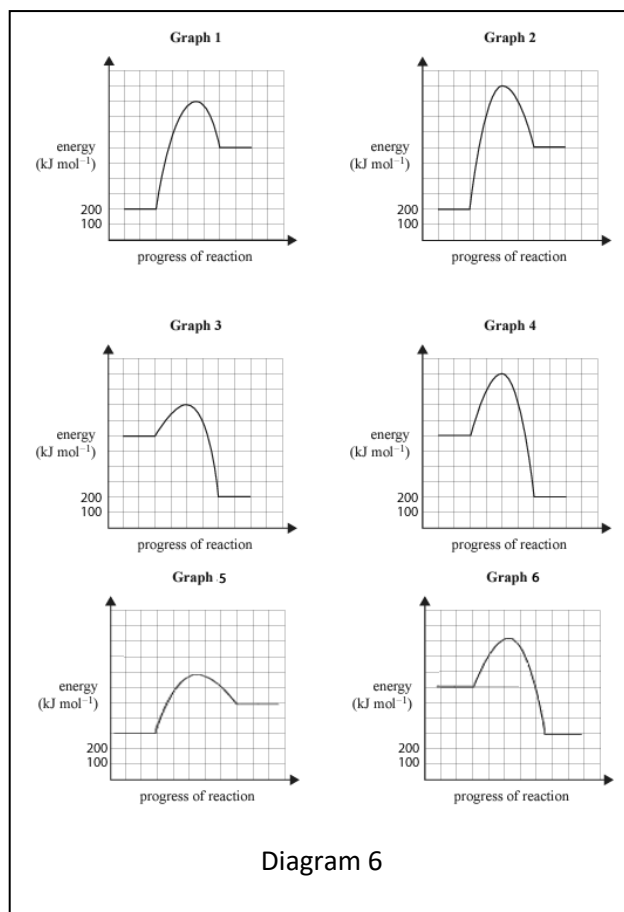 Graph 1
energy
(kJ mol⁻¹)
200
100
progress of reaction
Graph 2
energy
(kJ mol⁻¹)
200
100
progress of reaction
Graph 3
energy
(kJ mol⁻¹)
200
100
progress of reaction
Graph 4
energy
(kJ mol⁻¹)
200
100
progress of reaction
Graph 5
energy
(kJ mol⁻¹)
200
100
progress of reaction
Graph 6
energy
(kJ mol⁻¹)
200
100
progress of reaction
Diagram 6